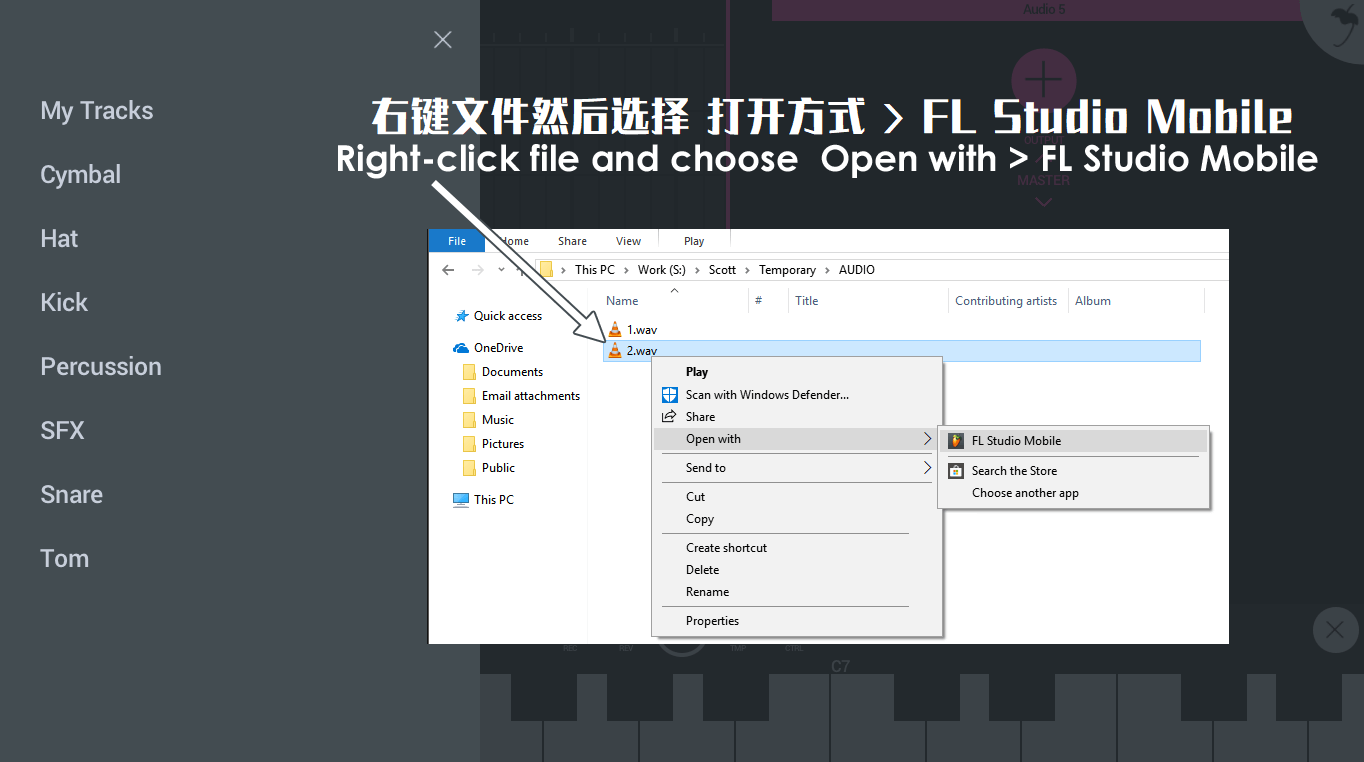 Audio 5
My Tracks
Cymbal
Hat
Kick
Percussion
SFX
Snare
Tom
右键文件然后选择 打开方式 > FL Studio Mobile
Right-click file and choose Open with > FL Studio Mobile
MASTER
File Home Share View Play
This PC > Work (S:) > Scott > Temporary > AUDIO
Name # Title Contributing artists Album
Quick access
OneDrive
Documents
Email attachments
Music
Pictures
Public
This PC
1.wav
2.wav
Play
Scan with Windows Defender...
Share
Open with
Send to
Cut
Copy
Create shortcut
Delete
Rename
Properties
FL Studio Mobile
Search the Store
Choose another app
REC REV TMP CTRL
C7